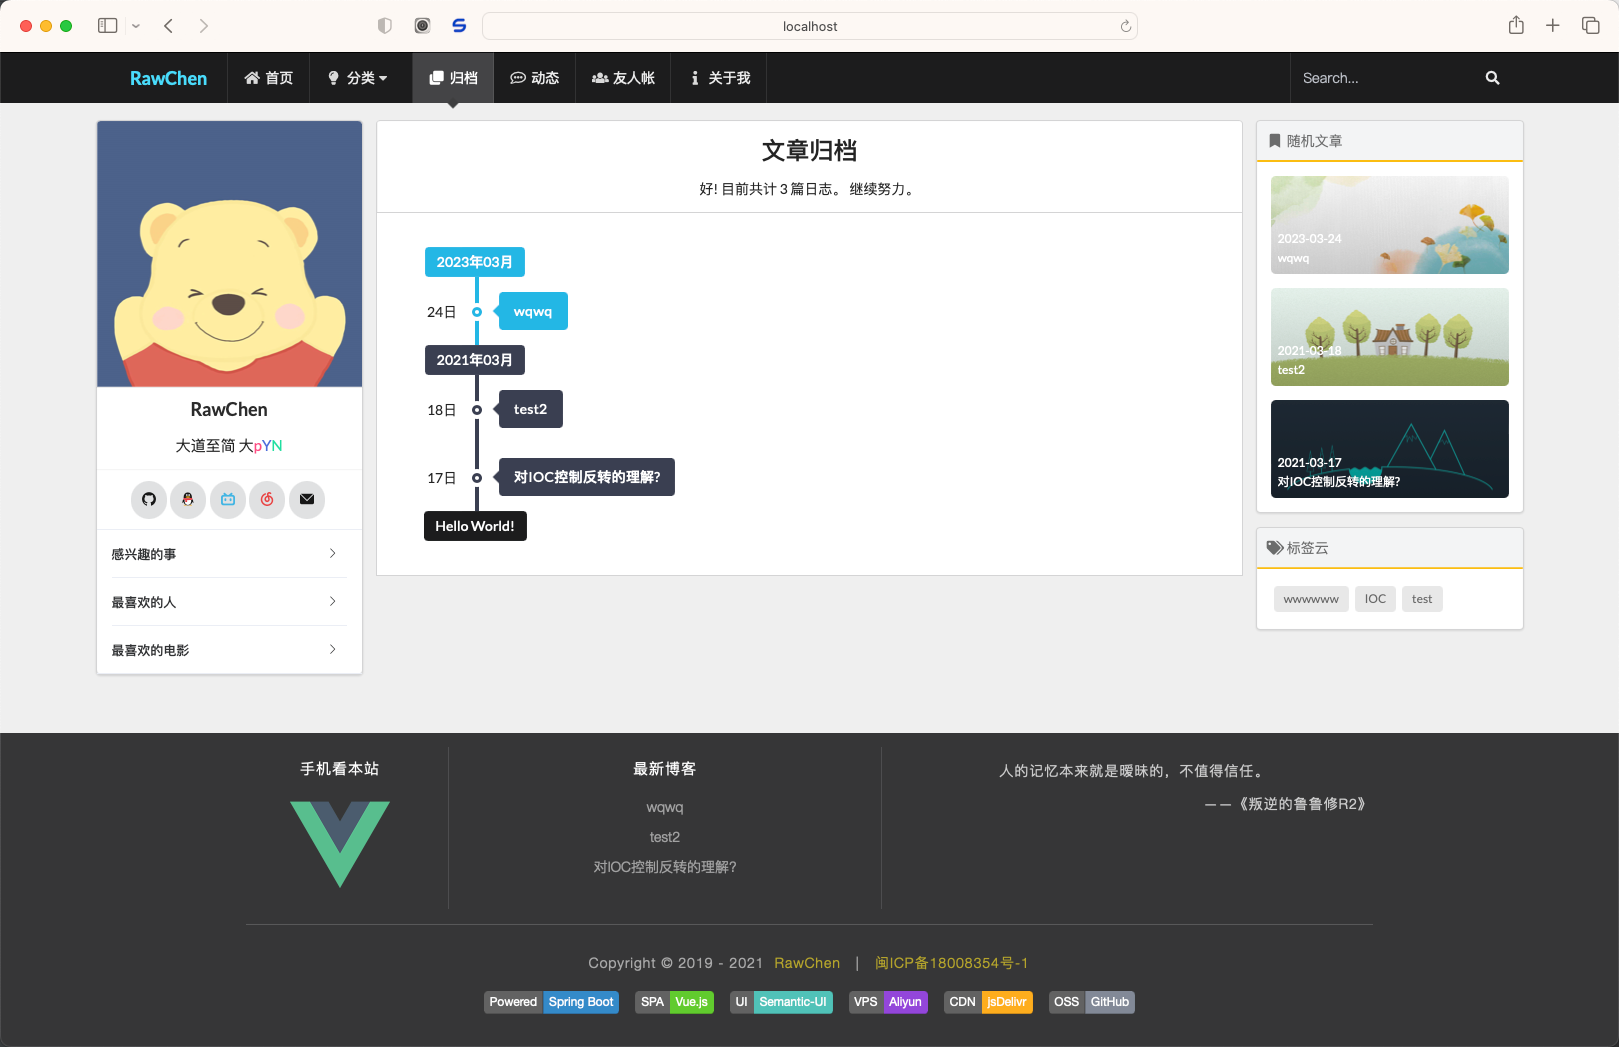 localhost
RawChen 首页 分类 归档 动态 友人帐 关于我 Search...
RawChen
大道至简 大pYN
感兴趣的事
最喜欢的人
最喜欢的电影
文章归档
好! 目前共计 3 篇日志。 继续努力。
2023年03月
24日 wqwq
2021年03月
18日 test2
17日 对IOC控制反转的理解?
Hello World!
随机文章
2023-03-24
wqwq
2021-03-18
test2
2021-03-17
对IOC控制反转的理解?
标签云
wwwwww IOC test
手机看本站
最新博客
wqwq
test2
对IOC控制反转的理解?
人的记忆本来就是暧昧的，不值得信任。
——《叛逆的鲁鲁修R2》
Copyright © 2019 - 2021 RawChen | 闽ICP备18008354号-1
Powered Spring Boot SPA Vue.js UI Semantic-UI VPS Aliyun CDN jsDelivr OSS GitHub